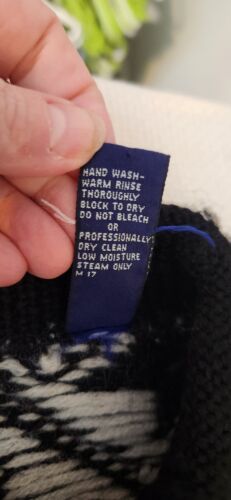 HAND WASH-
WARM RINSE
THOROUGHLY
BLOCK TO DRY
DO NOT BLEACH
OR
PROFESSIONALLY
DRY CLEAN
LOW MOISTURE
STEAM ONLY
M 17